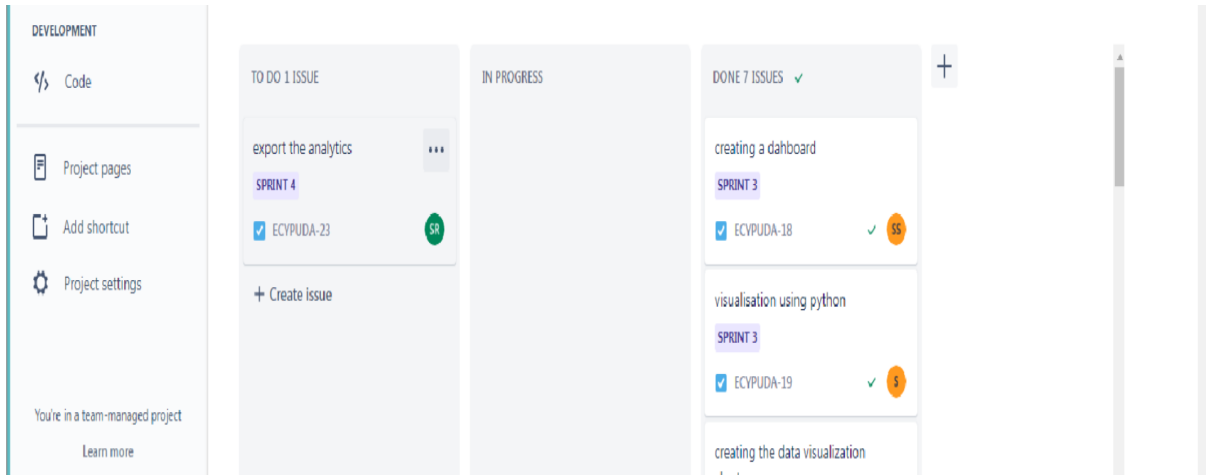 DEVELOPMENT
Code
Project pages
Add shortcut
Project settings
You're in a team-managed project
Learn more
TO DO 1 ISSUE
export the analytics
SPRINT 4
ECYPUDA-23
SR
+ Create issue
IN PROGRESS
DONE 7 ISSUES
creating a dahboard
SPRINT 3
ECYPUDA-18
SS
visualisation using python
SPRINT 3
ECYPUDA-19
S
creating the data visualization